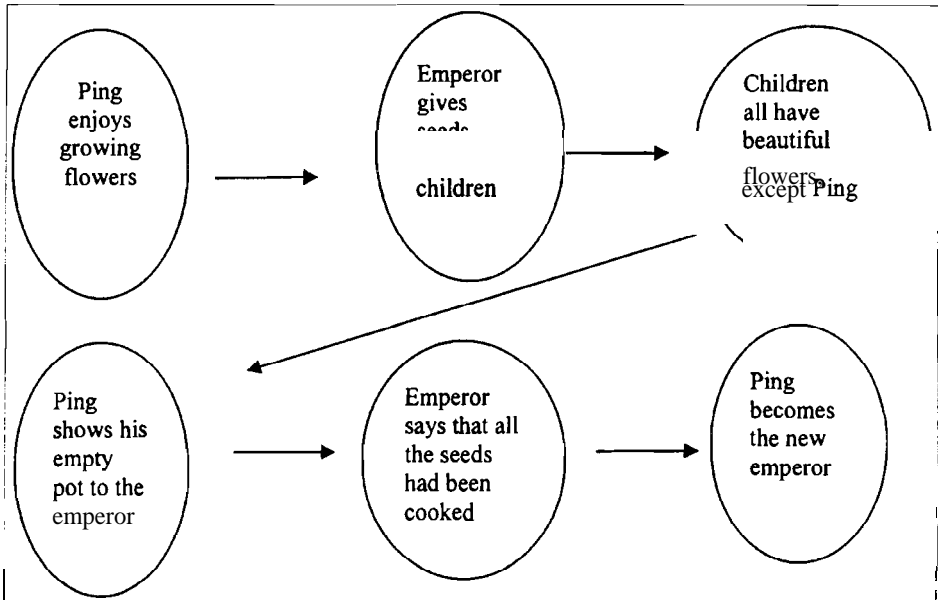 Ping
enjoys
growing
flowers
Emperor
gives
seeds
children
Children
all have
beautiful
flowers
except Ping
Ping
shows his
empty
pot to the
emperor
Emperor
says that all
the seeds
had been
cooked
Ping
becomes
the new
emperor